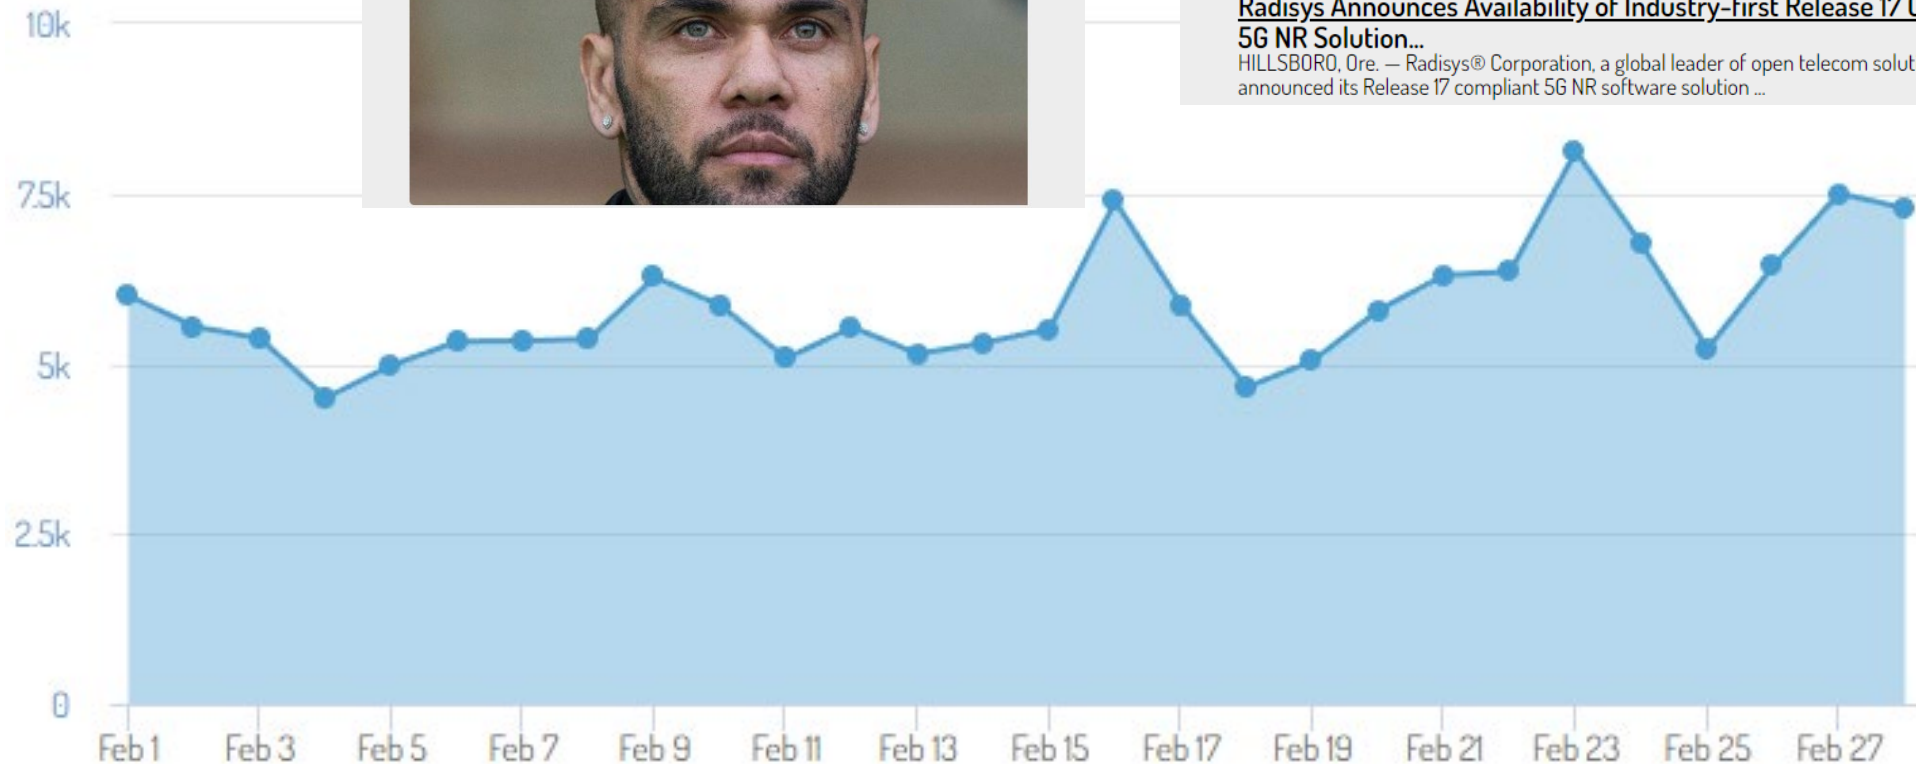 Radisys Announces Availability of Industry-First Release 17
5G NR Solution...
HILLSBORO, Ore. — Radisys® Corporation, a global leader of open telecom
announced its Release 17 compliant 5G NR software solution ...
10k
7.5k
5k
2.5k
0
Feb 1 Feb 3 Feb 5 Feb 7 Feb 9 Feb 11 Feb 13 Feb 15 Feb 17 Feb 19 Feb 21 Feb 23 Feb 25 Feb 27